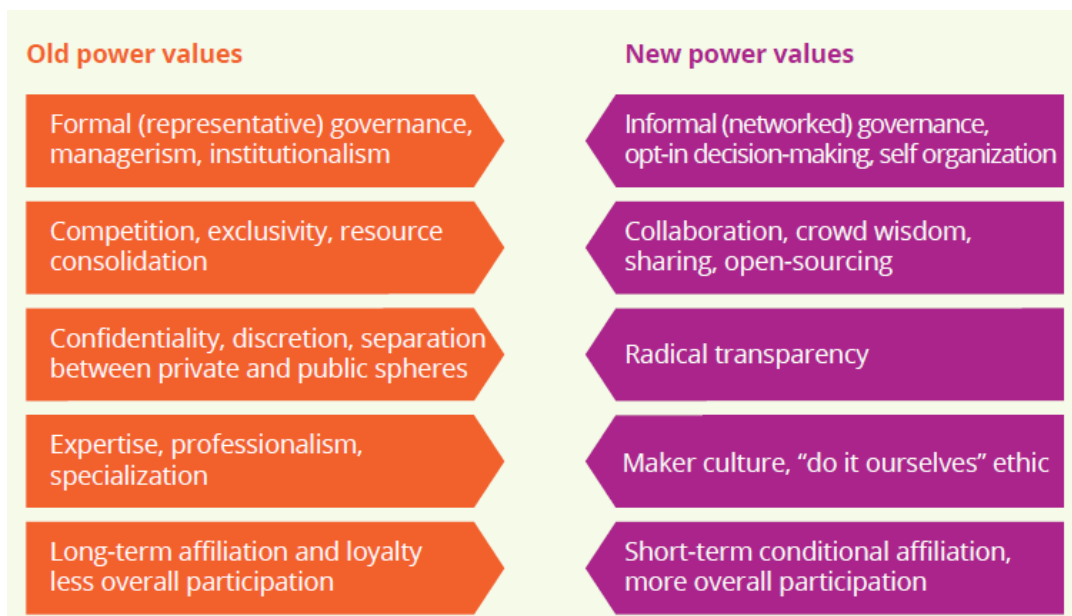 Old power values
New power values
Formal (representative) governance,
managerism, institutionalism
Informal (networked) governance,
opt-in decision-making, self organization
Competition, exclusivity, resource
consolidation
Collaboration, crowd wisdom,
sharing, open-sourcing
Confidentiality, discretion, separation
between private and public spheres
Radical transparency
Expertise, professionalism,
specialization
Maker culture, “do it ourselves” ethic
Long-term affiliation and loyalty
less overall participation
Short-term conditional affiliation,
more overall participation